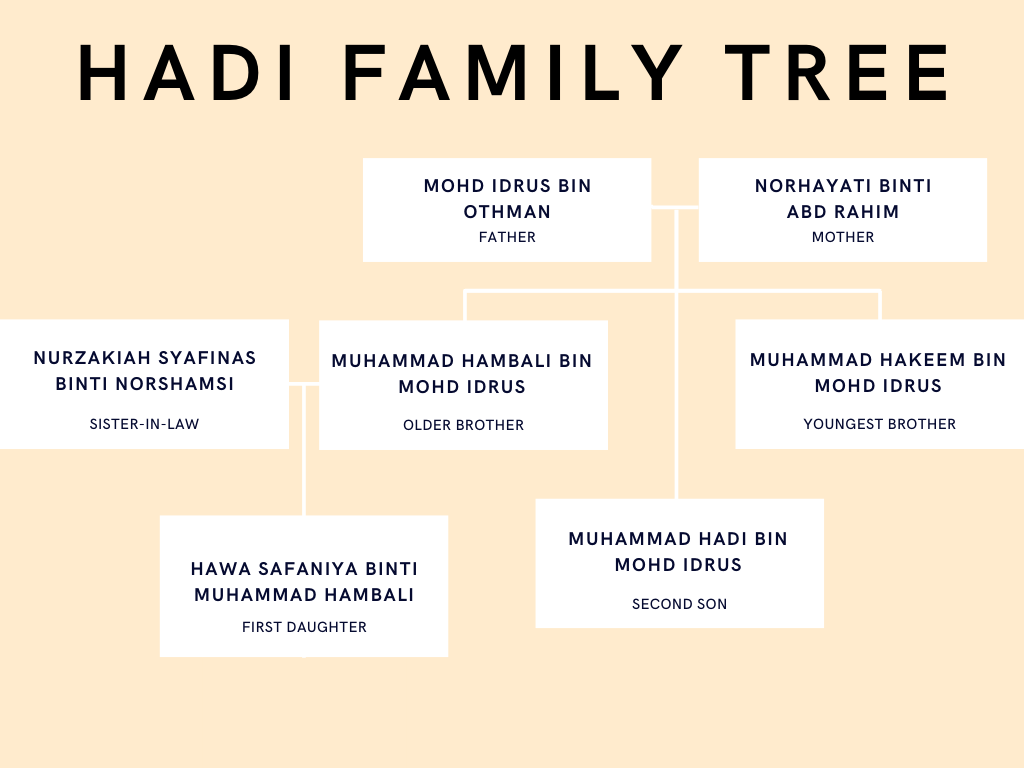 HADI FAMILY TREE
MOHD IDRUS BIN
OTHMAN
FATHER
NORHAYATI BINTI
ABD RAHIM
MOTHER
NURZAKIAH SYAFINAS
BINTI NORSHAMSI
SISTER-IN-LAW
MUHAMMAD HAMBALI BIN
MOHD IDRUS
OLDER BROTHER
MUHAMMAD HAKEEM BIN
MOHD IDRUS
YOUNGEST BROTHER
HAWA SAFANIYA BINTI
MUHAMMAD HAMBALI
FIRST DAUGHTER
MUHAMMAD HADI BIN
MOHD IDRUS
SECOND SON